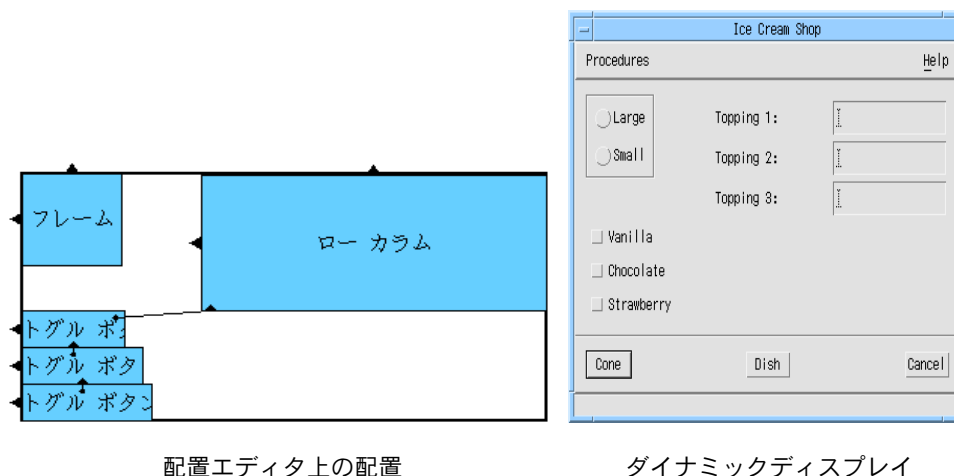 フレーム
ロー カラム
トグル ボ
トグル ボタ
トグル ボタン
配置エディタ上の配置
Ice Cream Shop
Procedures
Help
Large
Small
Topping 1:
Topping 2:
Topping 3:
Vanilla
Chocolate
Strawberry
Cone
Dish
Cancel
ダイナミックディスプレイ